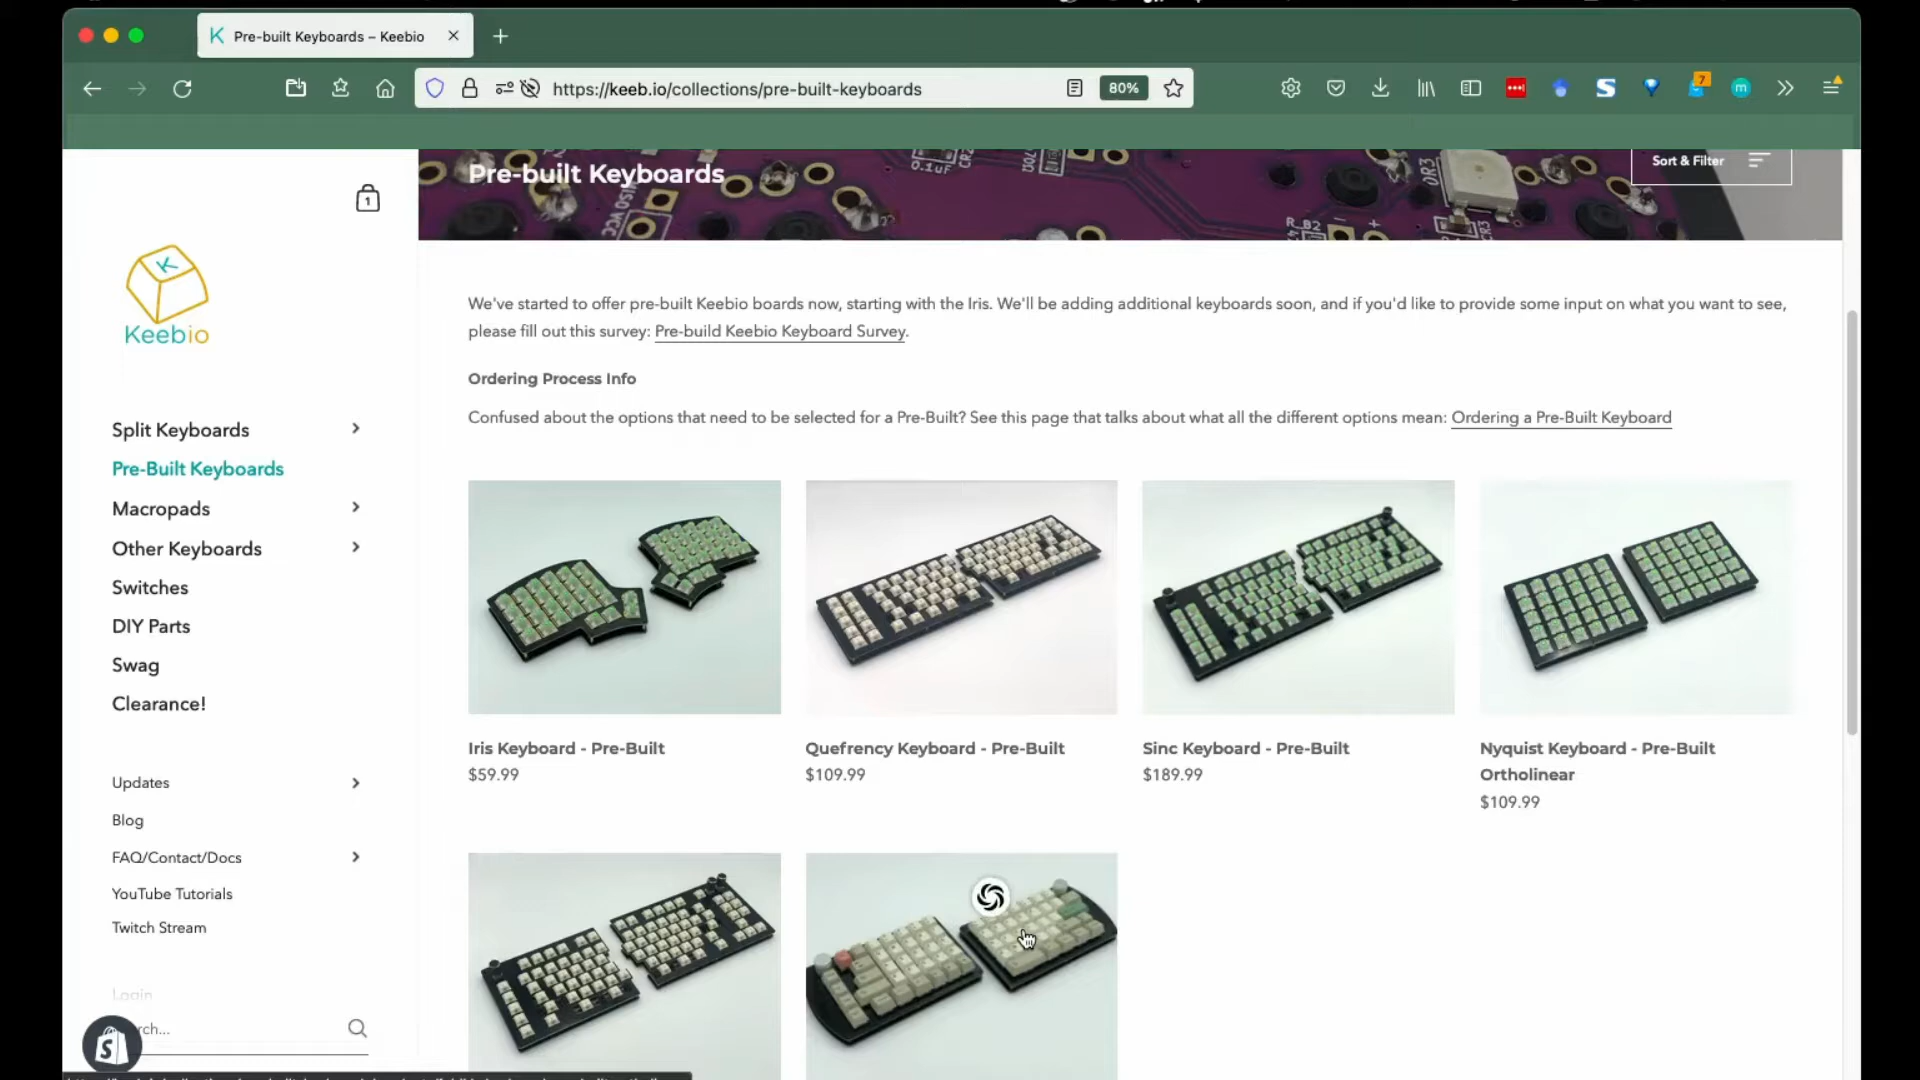 Pre-built Keyboards – Keebio
https://keeb.io/collections/pre-built-keyboards
80%
7
m
Pre-built Keyboards
Sort & Filter
1
K
Keebio
Split Keyboards
Pre-Built Keyboards
Macropads
Other Keyboards
Switches
DIY Parts
Swag
Clearance!
Updates
Blog
FAQ/Contact/Docs
YouTube Tutorials
Twitch Stream
Login
We've started to offer pre-built Keebio boards now, starting with the Iris. We'll be adding additional keyboards soon, and if you'd like to provide some input on what you want to see,
please fill out this survey: Pre-build Keebio Keyboard Survey.
Ordering Process Info
Confused about the options that need to be selected for a Pre-Built? See this page that talks about what all the different options mean: Ordering a Pre-Built Keyboard
Iris Keyboard - Pre-Built
$59.99
Quefrency Keyboard - Pre-Built
$109.99
Sinc Keyboard - Pre-Built
$189.99
Nyquist Keyboard - Pre-Built
Ortholinear
$109.99